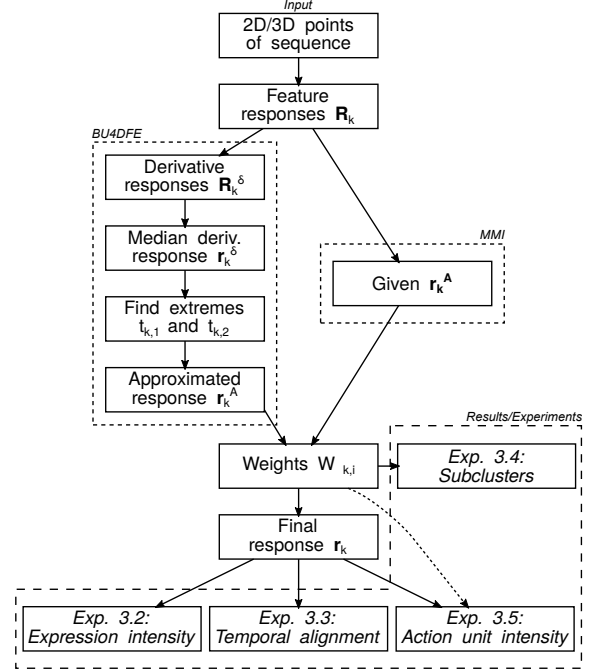 Input
2D/3D points
of sequence
Feature
responses R_k
BU4DFE
Derivative
responses R_k^δ
Median deriv.
response r_k^δ
Find extremes
t_k,1 and t_k,2
Approximated
response r_k^A
MMI
Given r_k^A
Results/Experiments
Weights W k,i
Exp. 3.4:
Subclusters
Final
response r_k
Exp. 3.2:
Expression intensity
Exp. 3.3:
Temporal alignment
Exp. 3.5:
Action unit intensity